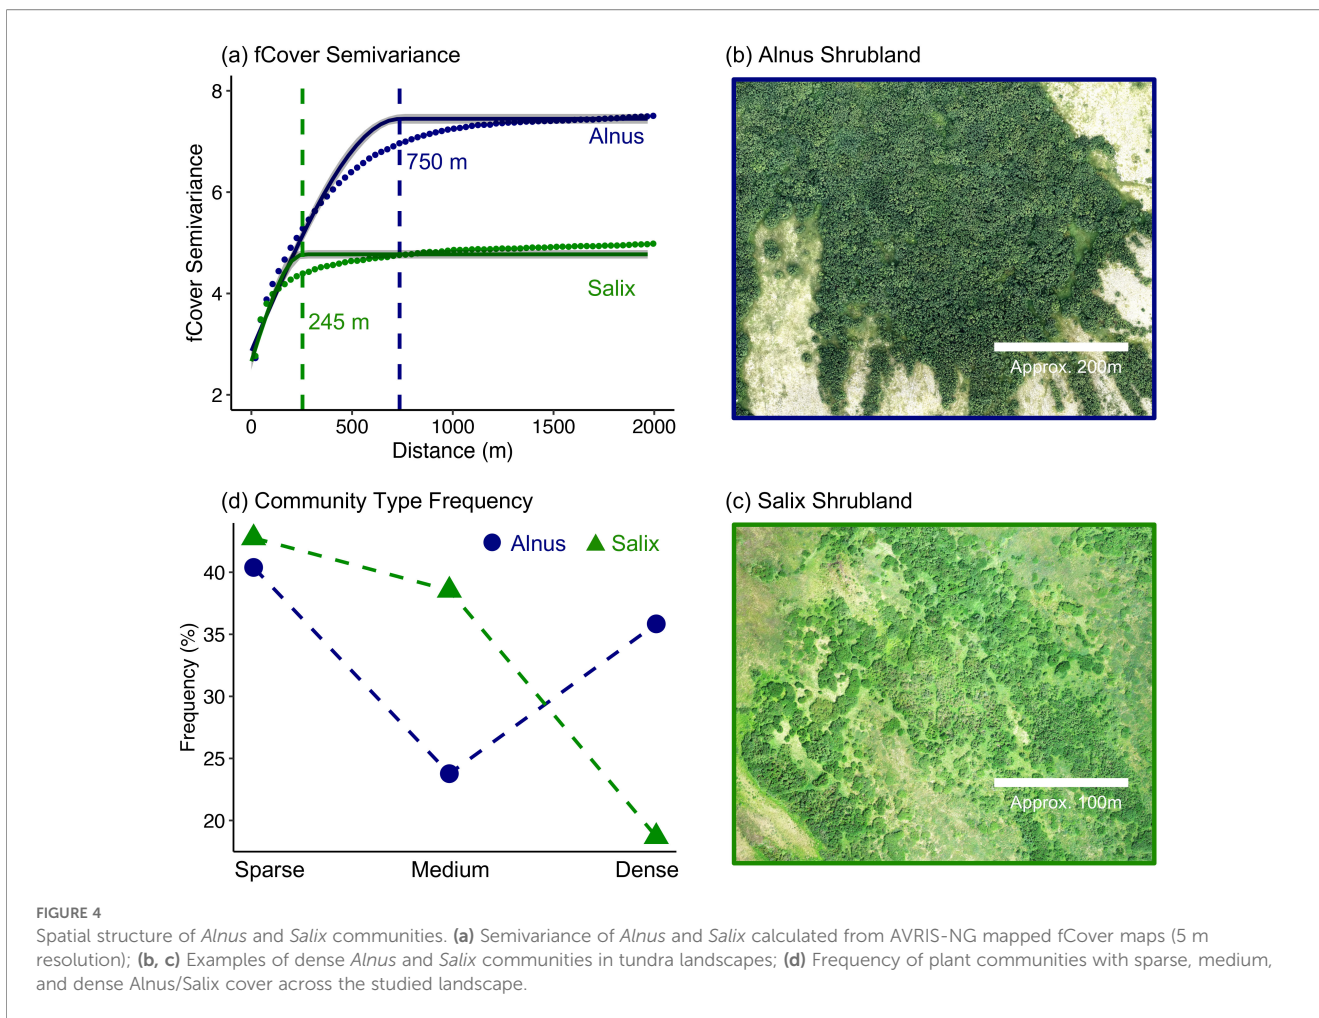 (a) fCover Semivariance
fCover Semivariance
8
6
4
2
Alnus
750 m
Salix
245 m
0
500
1000
1500
2000
Distance (m)
(b) Alnus Shrubland
Approx. 200m
(d) Community Type Frequency
Alnus
Salix
Frequency (%)
40
35
30
25
20
Sparse
Medium
Dense
(c) Salix Shrubland
Approx. 100m
FIGURE 4
Spatial structure of Alnus and Salix communities. (a) Semivariance of Alnus and Salix calculated from AVRIS-NG mapped fCover maps (5 m
resolution); (b, c) Examples of dense Alnus and Salix communities in tundra landscapes; (d) Frequency of plant communities with sparse, medium,
and dense Alnus/Salix cover across the studied landscape.